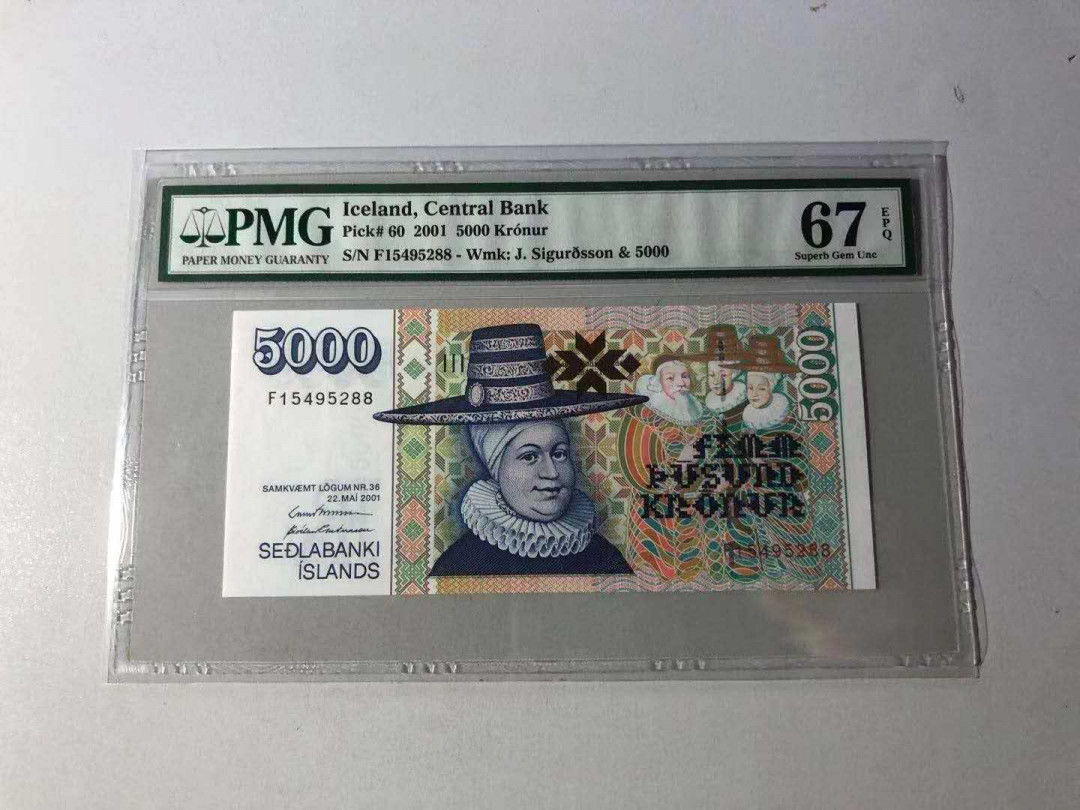 PMG
PAPER MONEY GUARANTY
Iceland, Central Bank
Pick# 60 2001 5000 Krónur
S/N F15495288 - Wmk: J. Sigurðsson & 5000
67
EPQ
Superb Gem Unc
5000
F15495288
SAMKVÆMT LÖGUM NR.36
22.MAÍ 2001
SEÐLABANKI
ÍSLANDS
5000
FIMM
ÞÚSUND
KRÓNUR
F15495288